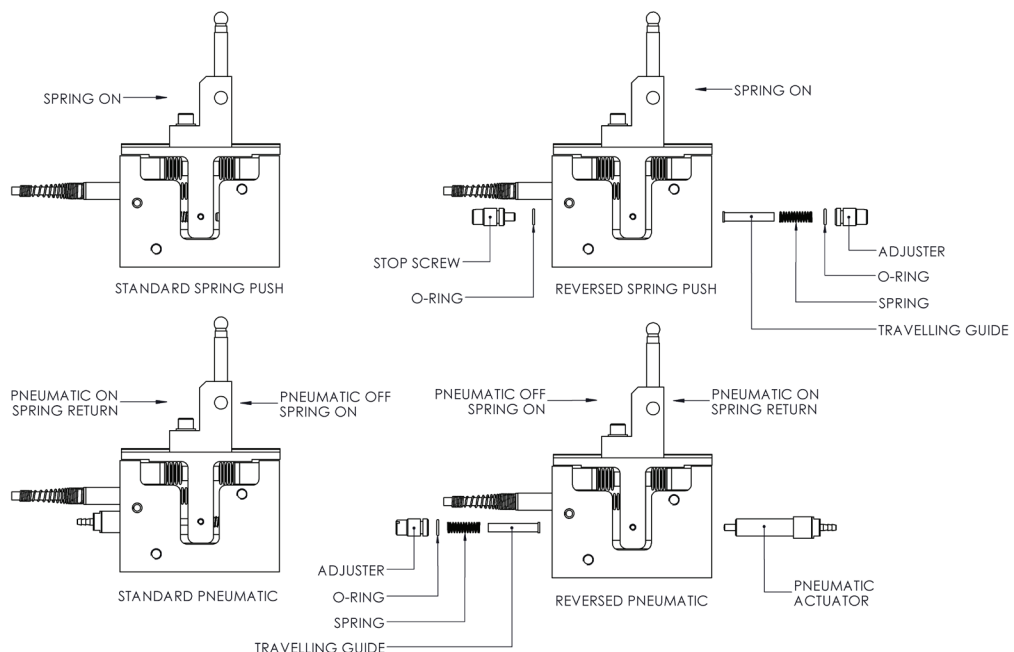 SPRING ON
STANDARD SPRING PUSH
SPRING ON
STOP SCREW
O-RING
REVERSED SPRING PUSH
ADJUSTER
O-RING
SPRING
TRAVELLING GUIDE
PNEUMATIC ON
SPRING RETURN
PNEUMATIC OFF
SPRING ON
STANDARD PNEUMATIC
PNEUMATIC OFF
SPRING ON
PNEUMATIC ON
SPRING RETURN
ADJUSTER
O-RING
SPRING
TRAVELLING GUIDE
REVERSED PNEUMATIC
PNEUMATIC
ACTUATOR